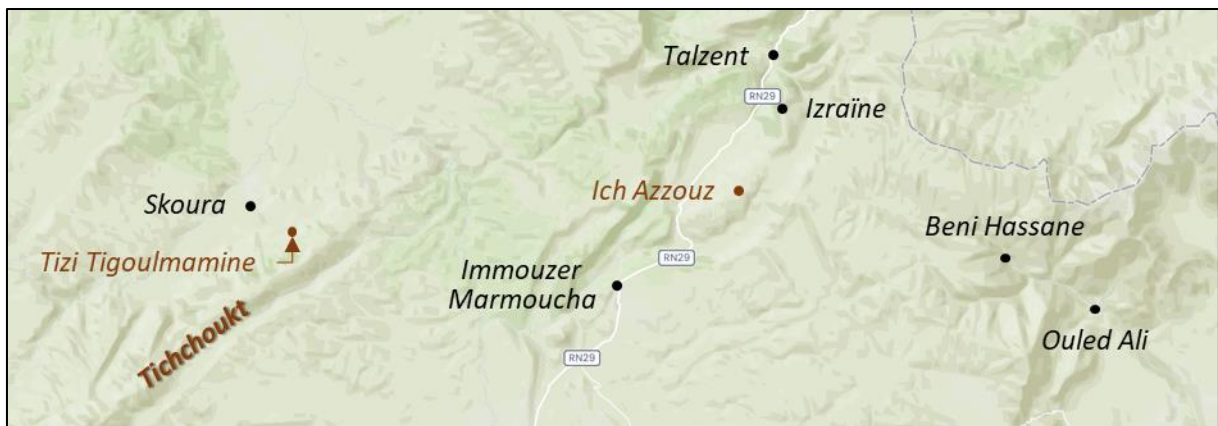 Talzent
RN29
Izraïne
Ich Azzouz
Skoura
Beni Hassane
Tizi Tigoulmamine
RN29
Immouzer
Marmoucha
Ouled Ali
Tichchoukt
RN29